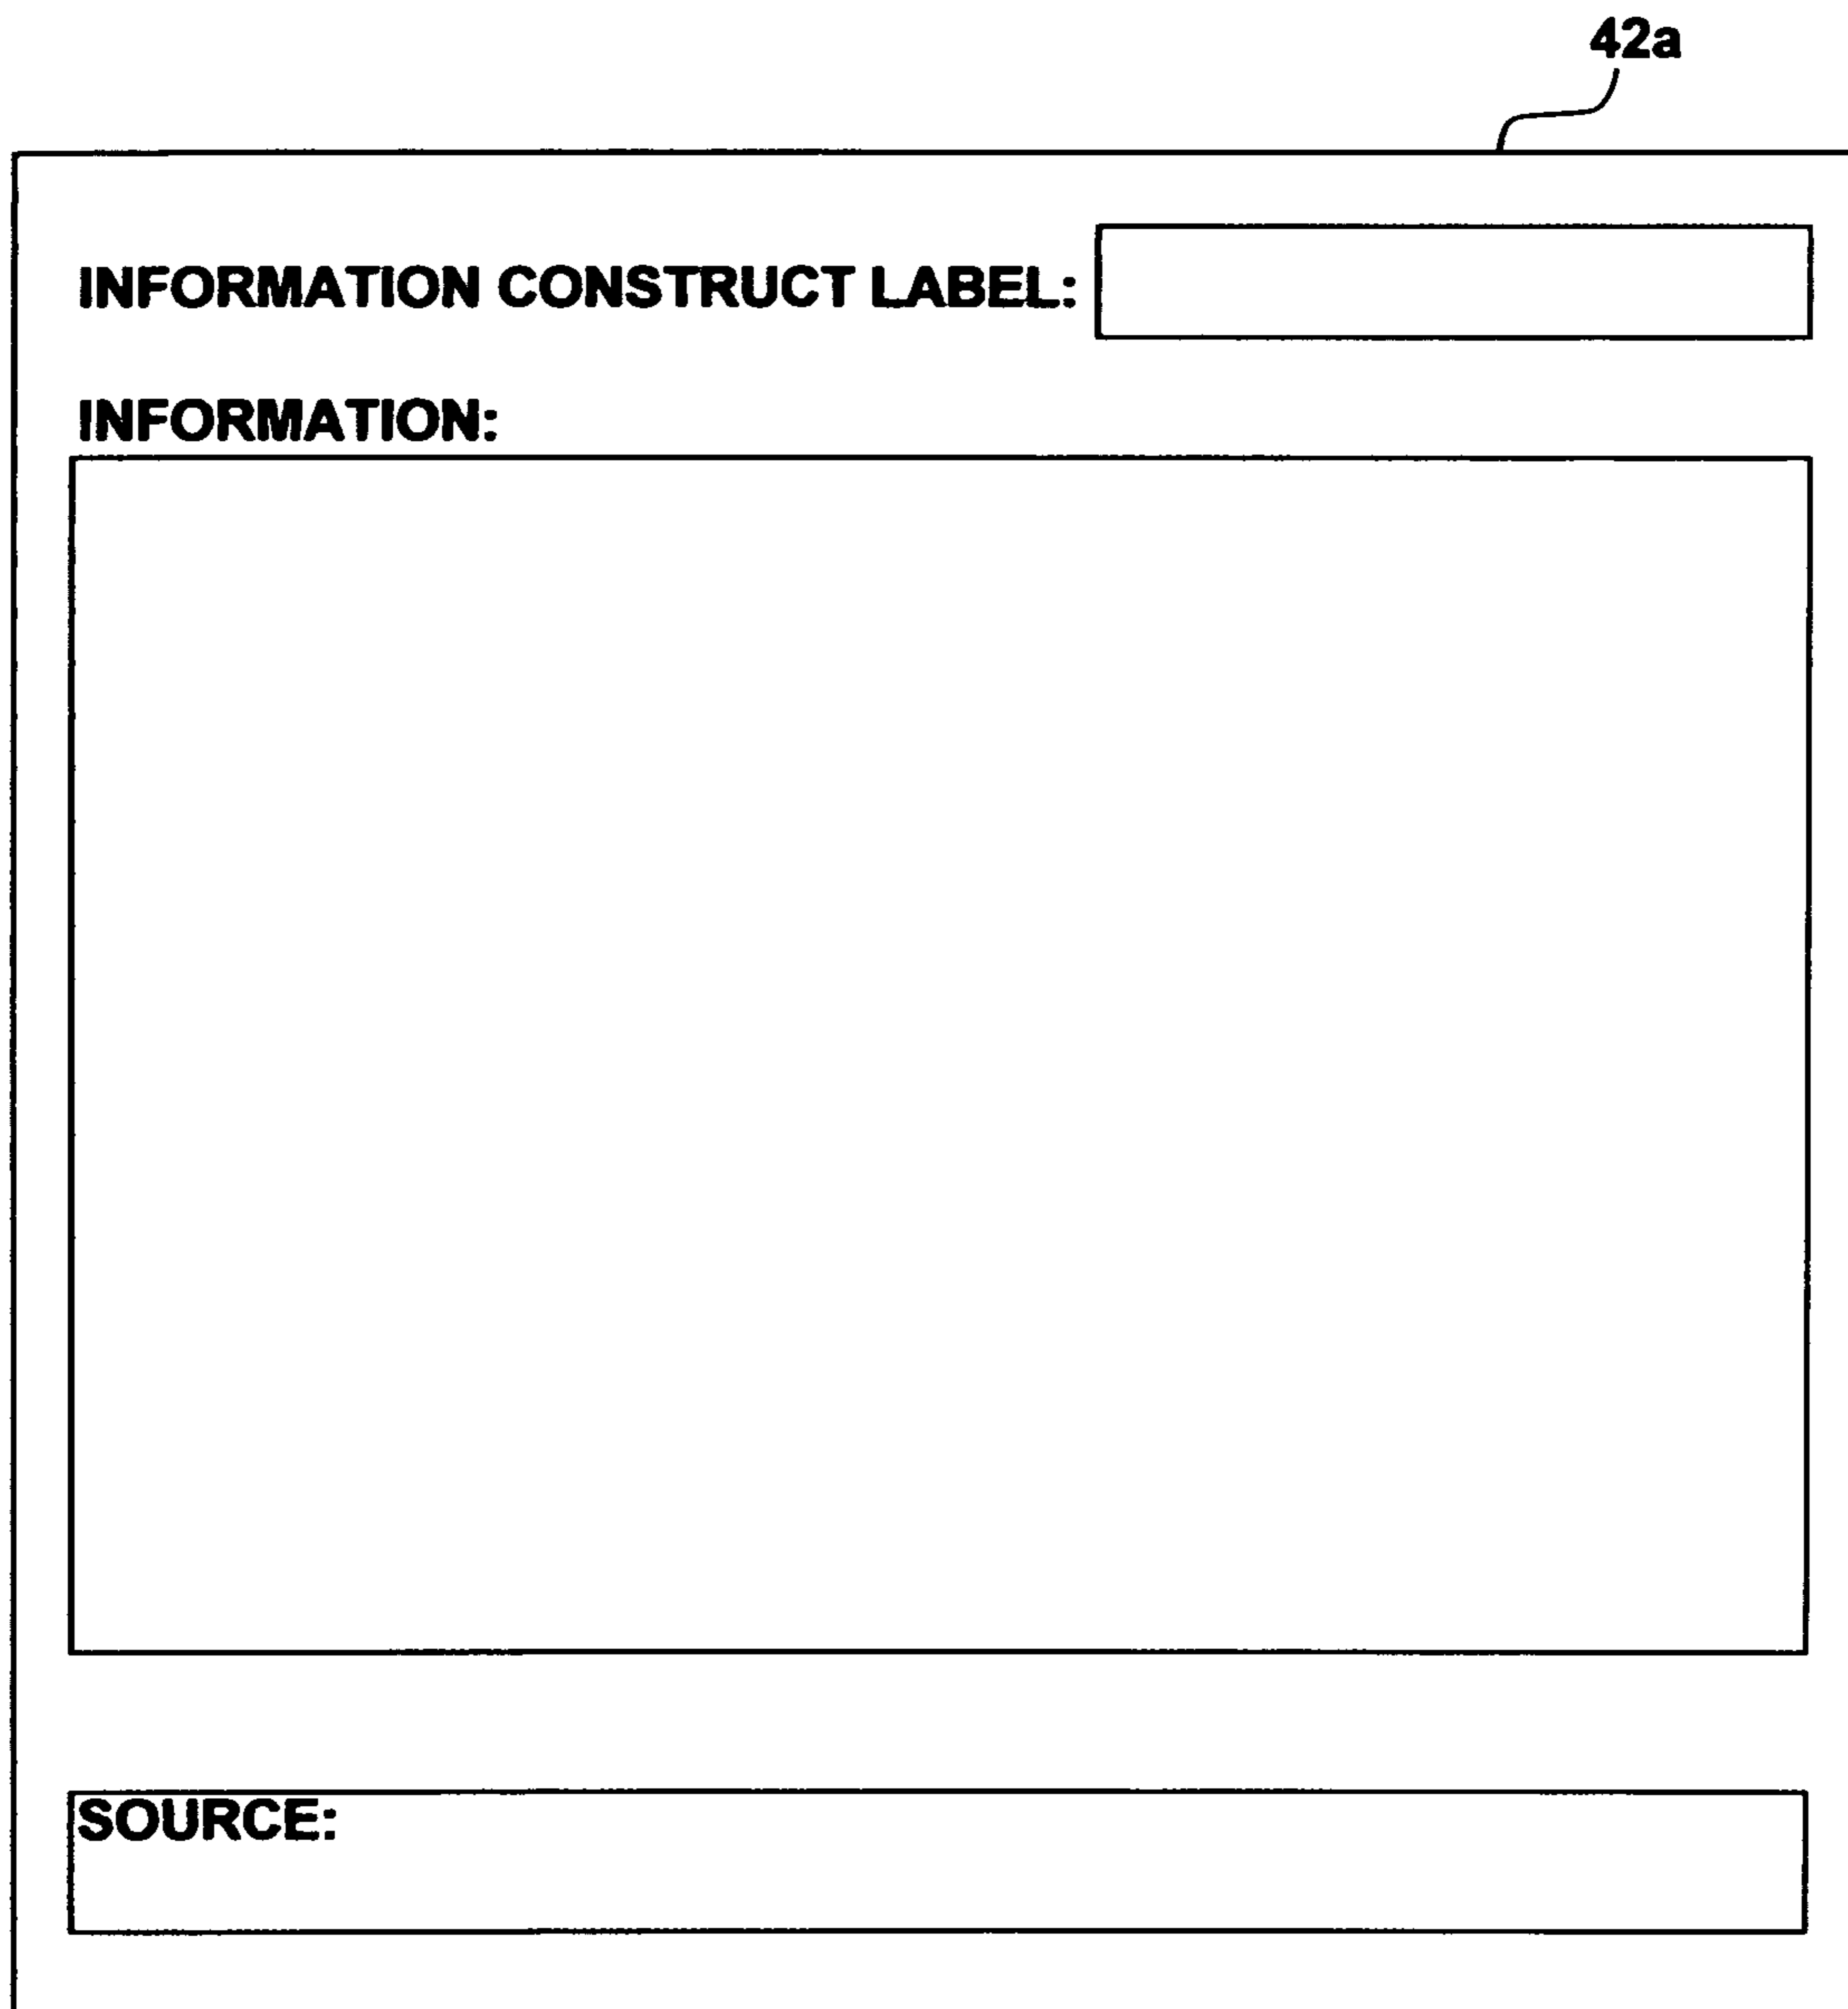 42a
INFORMATION CONSTRUCT LABEL:
INFORMATION:
SOURCE: